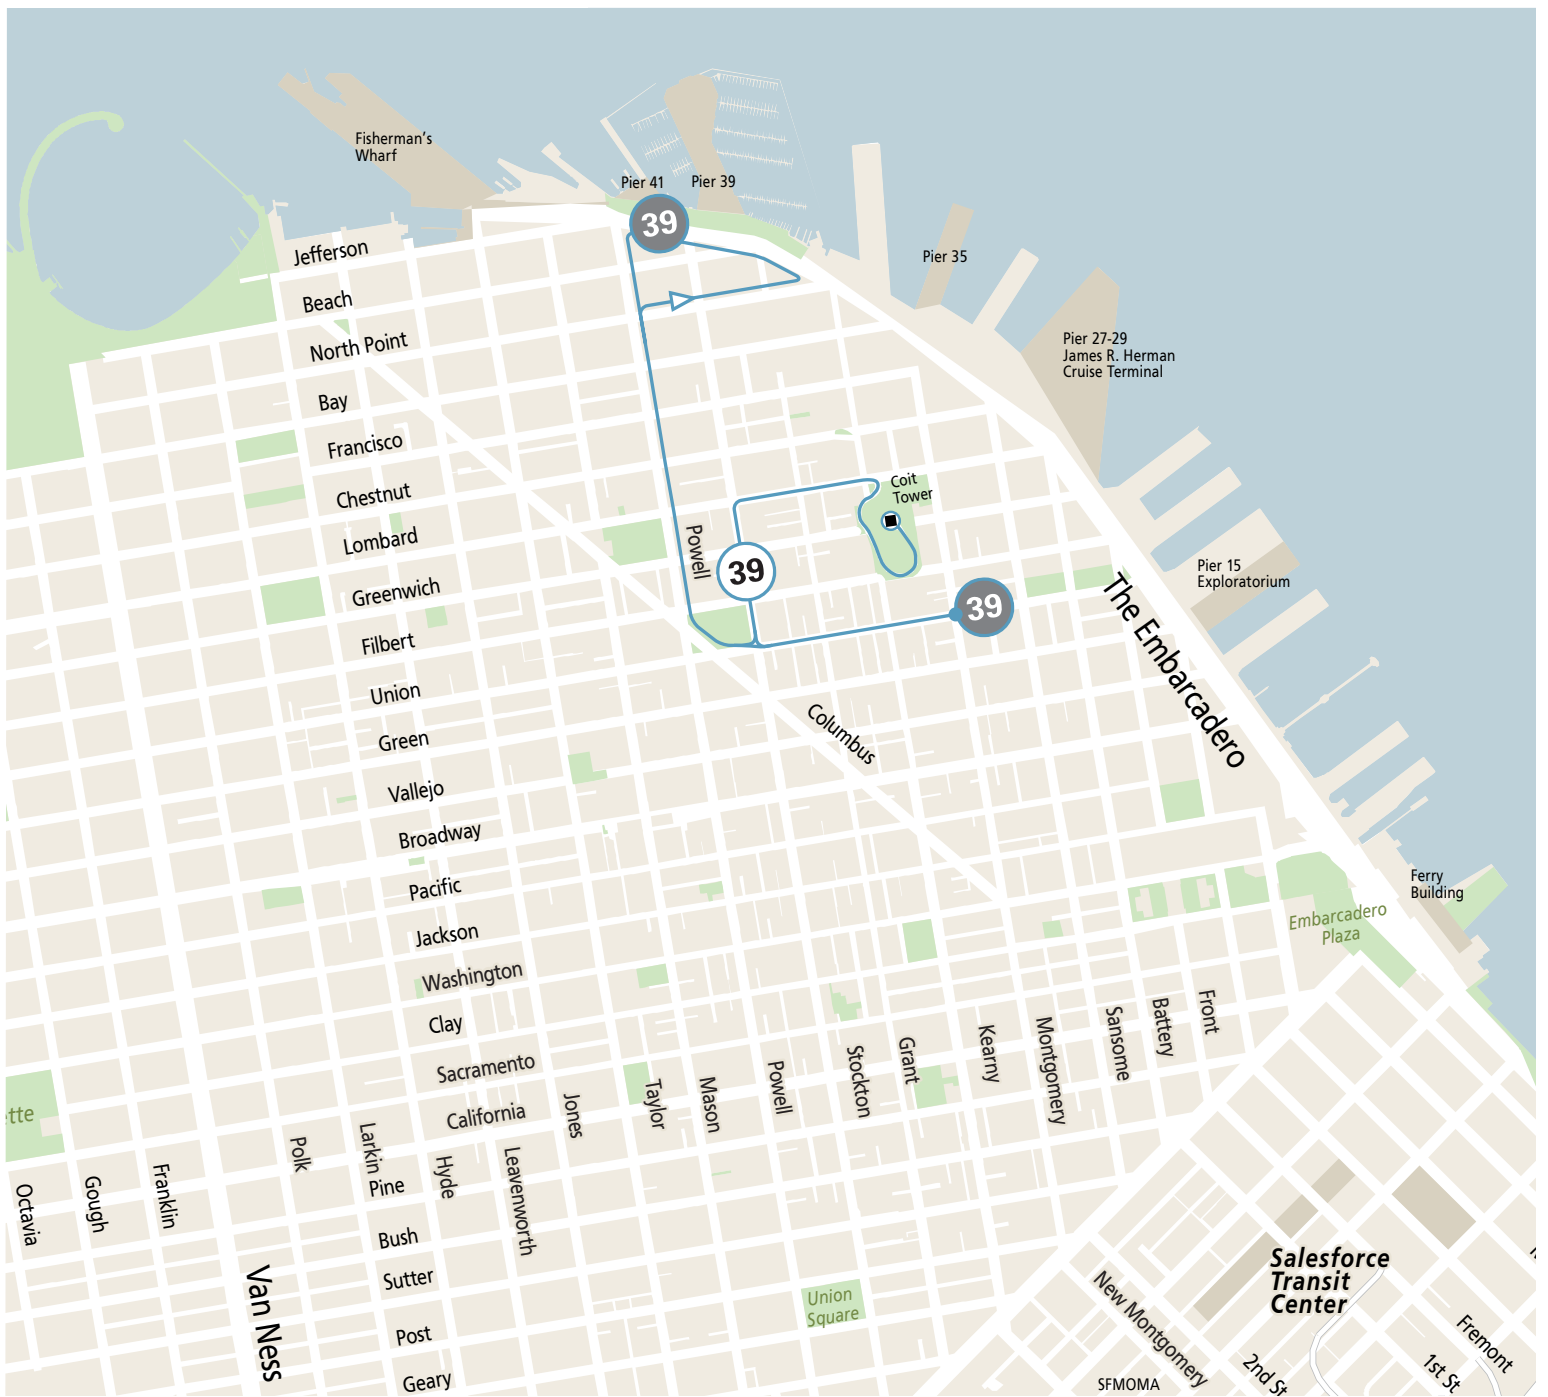 Fisherman's
Wharf
Pier 41
Pier 39
39
Jefferson
Pier 35
Beach
North Point
Pier 27-29
James R. Herman
Cruise Terminal
Bay
Francisco
Chestnut
Coit
Tower
Lombard
Powell
39
Greenwich
39
Pier 15
Exploratorium
The Embarcadero
Filbert
Union
Green
Columbus
Vallejo
Broadway
Pacific
Ferry
Building
Embarcadero
Plaza
Jackson
Washington
Clay
Sacramento
California
Jones
Taylor
Mason
Powell
Stockton
Grant
Kearny
Montgomery
Sansome
Battery
Front
ette
Octavia
Gough
Franklin
Polk
Larkin
Pine
Hyde
Leavenworth
Bush
Sutter
Van Ness
Post
Geary
Union
Square
Salesforce
Transit
Center
New Montgomery
2nd St
1st St
Fremont
SFMOMA